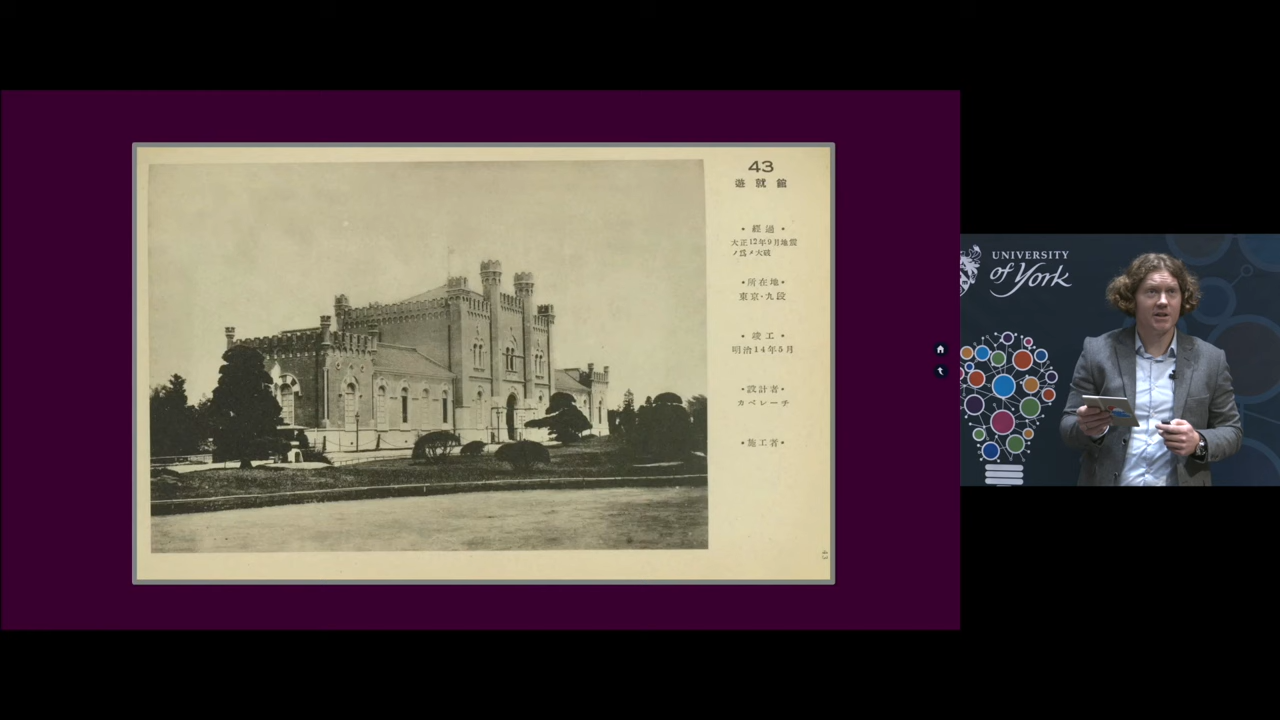 43
遊就館
• 経過 •
大正12年9月地震
ノ爲メ大破
•所在地•
東京・九段
• 竣工 •
明治14年5月
•設計者•
カペレーチ
•施工者•
43
UNIVERSITY
of York